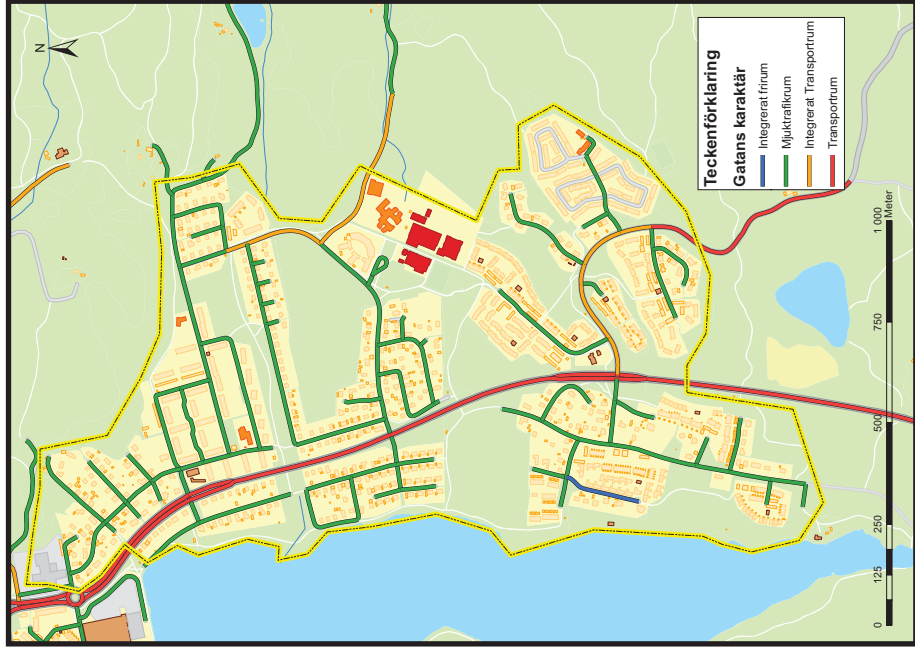 N
Teckenförklaring
Gatans karaktär
Integrerat frirum
Mjuktrafikrum
Integrerat Transportrum
Transportrum
0 125 250 500 750 1 000
Meter